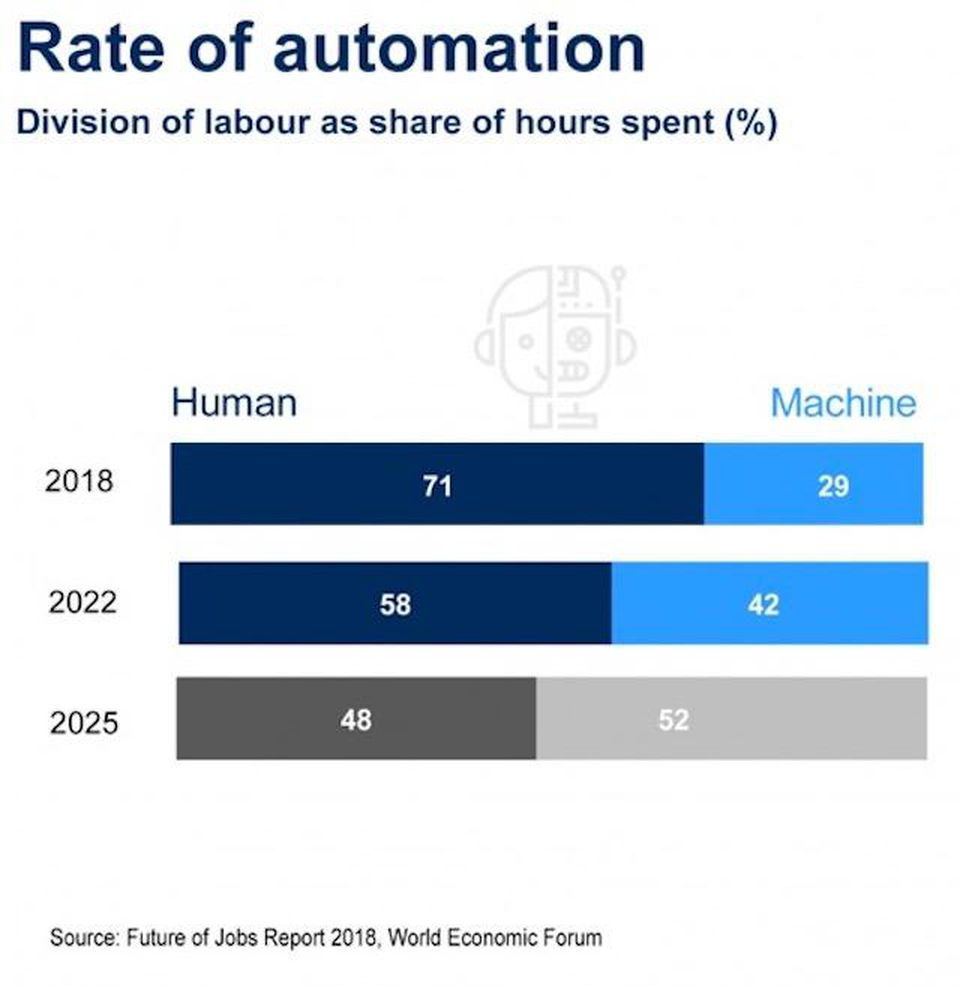 Rate of automation
Division of labour as share of hours spent (%)
Human Machine
2018 71 29
2022 58 42
2025 48 52
Source: Future of Jobs Report 2018, World Economic Forum